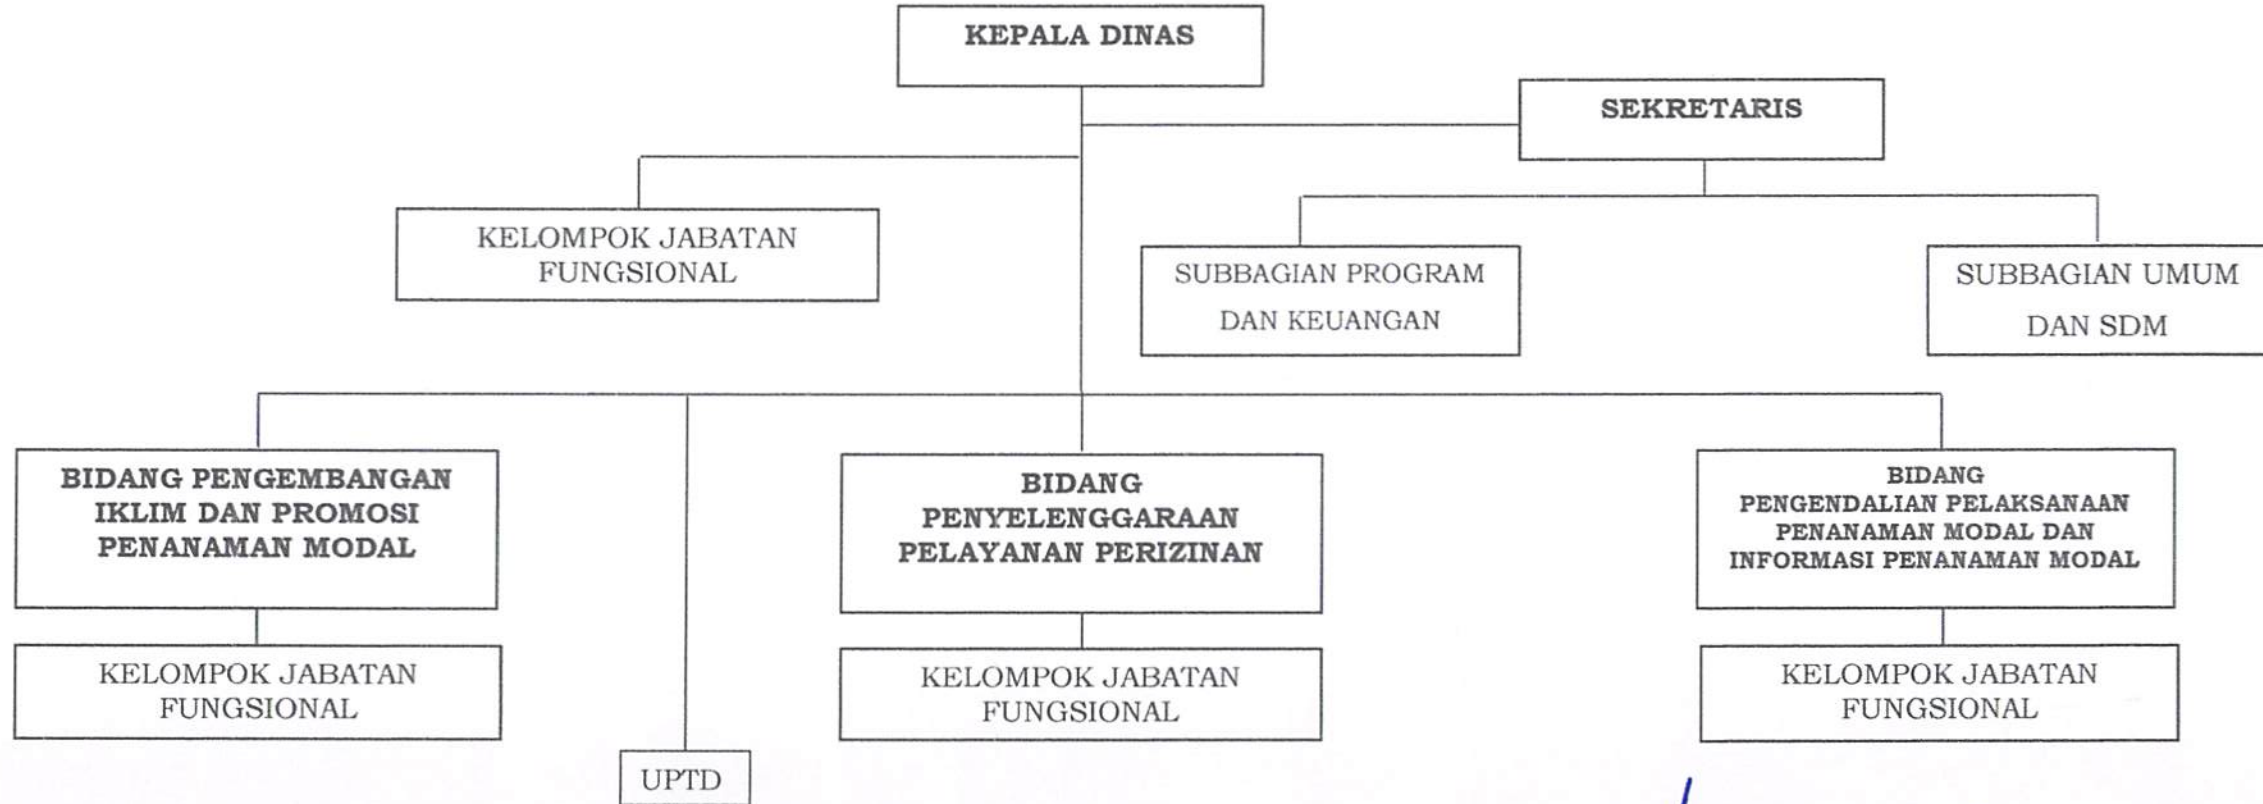 KEPALA DINAS
SEKRETARIS
KELOMPOK JABATAN
FUNGSIONAL
SUBBAGIAN PROGRAM
DAN KEUANGAN
SUBBAGIAN UMUM
DAN SDM
BIDANG PENGEMBANGAN
IKLIM DAN PROMOSI
PENANAMAN MODAL
BIDANG
PENYELENGGARAAN
PELAYANAN PERIZINAN
BIDANG
PENGENDALIAN PELAKSANAAN
PENANAMAN MODAL DAN
INFORMASI PENANAMAN MODAL
KELOMPOK JABATAN
FUNGSIONAL
KELOMPOK JABATAN
FUNGSIONAL
KELOMPOK JABATAN
FUNGSIONAL
UPTD